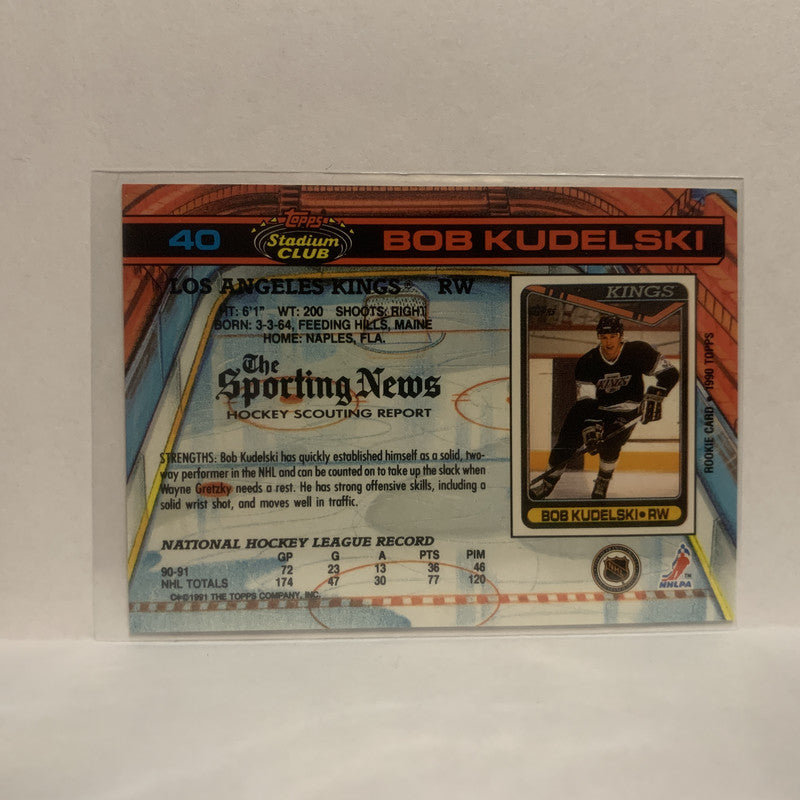 40
Topps
Stadium
CLUB
BOB KUDELSKI
LOS ANGELES KINGS® RW
HT: 6'1" WT: 200 SHOOTS: RIGHT
BORN: 3-3-64, FEEDING HILLS, MAINE
HOME: NAPLES, FLA.
The
Sporting News
HOCKEY SCOUTING REPORT
STRENGTHS: Bob Kudelski has quickly established himself as a solid, two-
way performer in the NHL and can be counted on to take up the slack when
Wayne Gretzky needs a rest. He has strong offensive skills, including a
solid wrist shot, and moves well in traffic.
NATIONAL HOCKEY LEAGUE RECORD
GP G A PTS PIM
90-91 72 23 13 36 46
NHL TOTALS 174 47 30 77 120
©1991 THE TOPPS COMPANY, INC.
KINGS
TOPPS
KINGS
BOB KUDELSKI • RW
ROOKIE CARD • 1990 TOPPS
NHL
NHLPA
TM